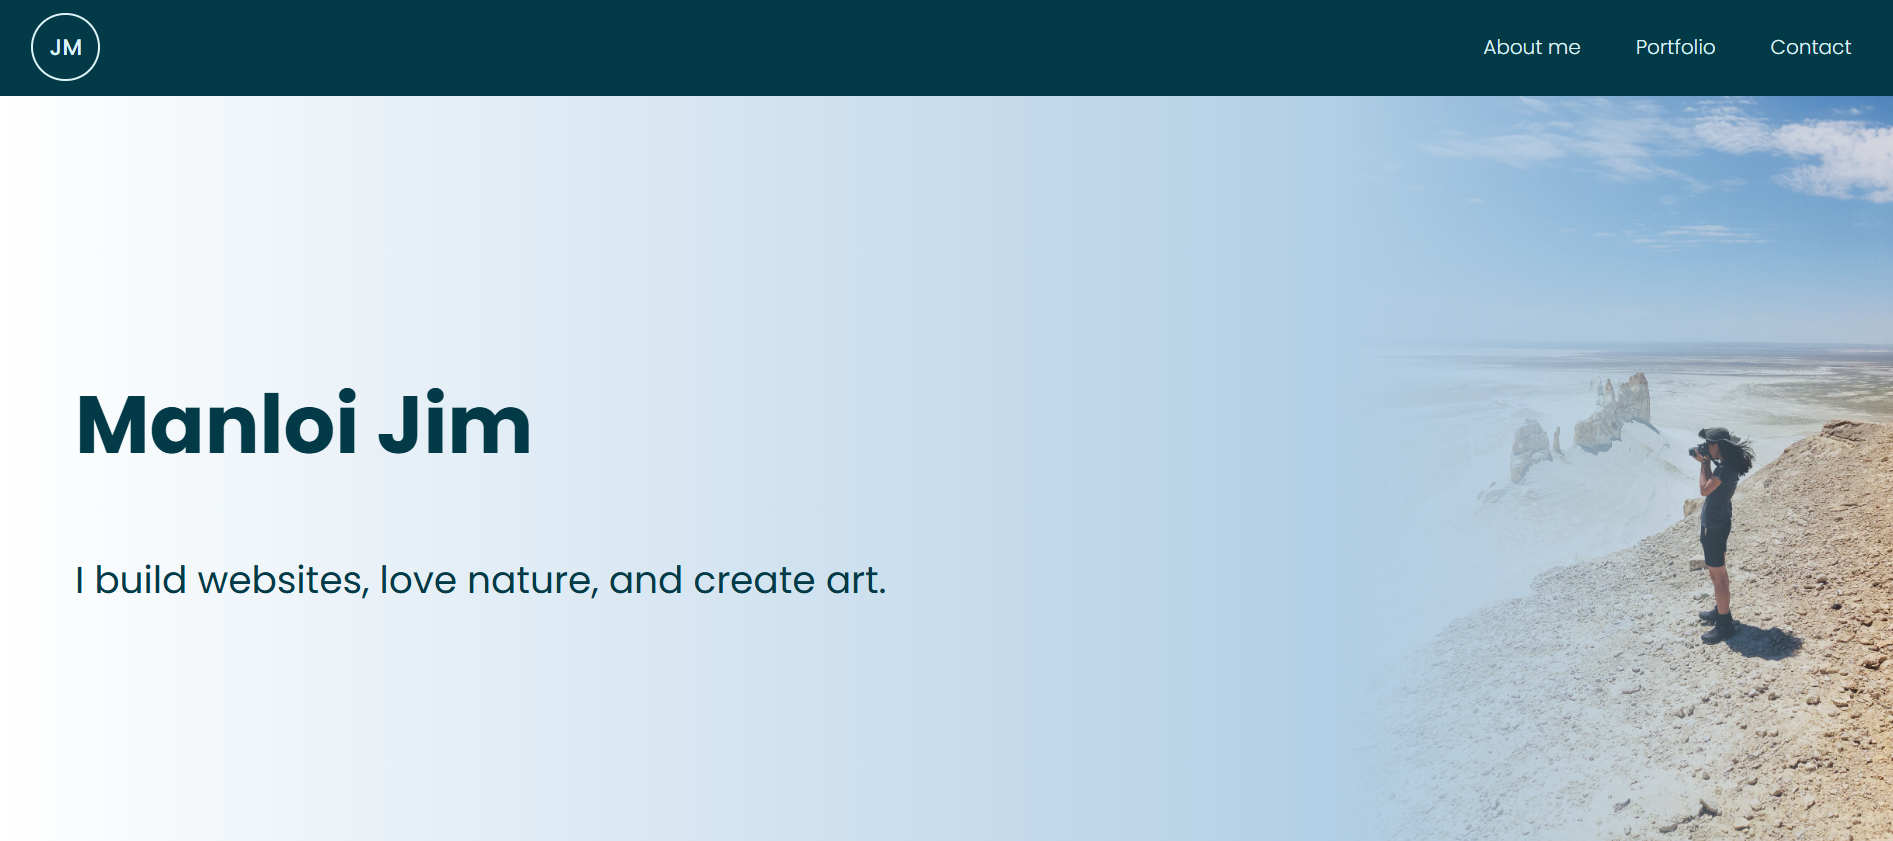 JM
About me Portfolio Contact
Manloi Jim
I build websites, love nature, and create art.